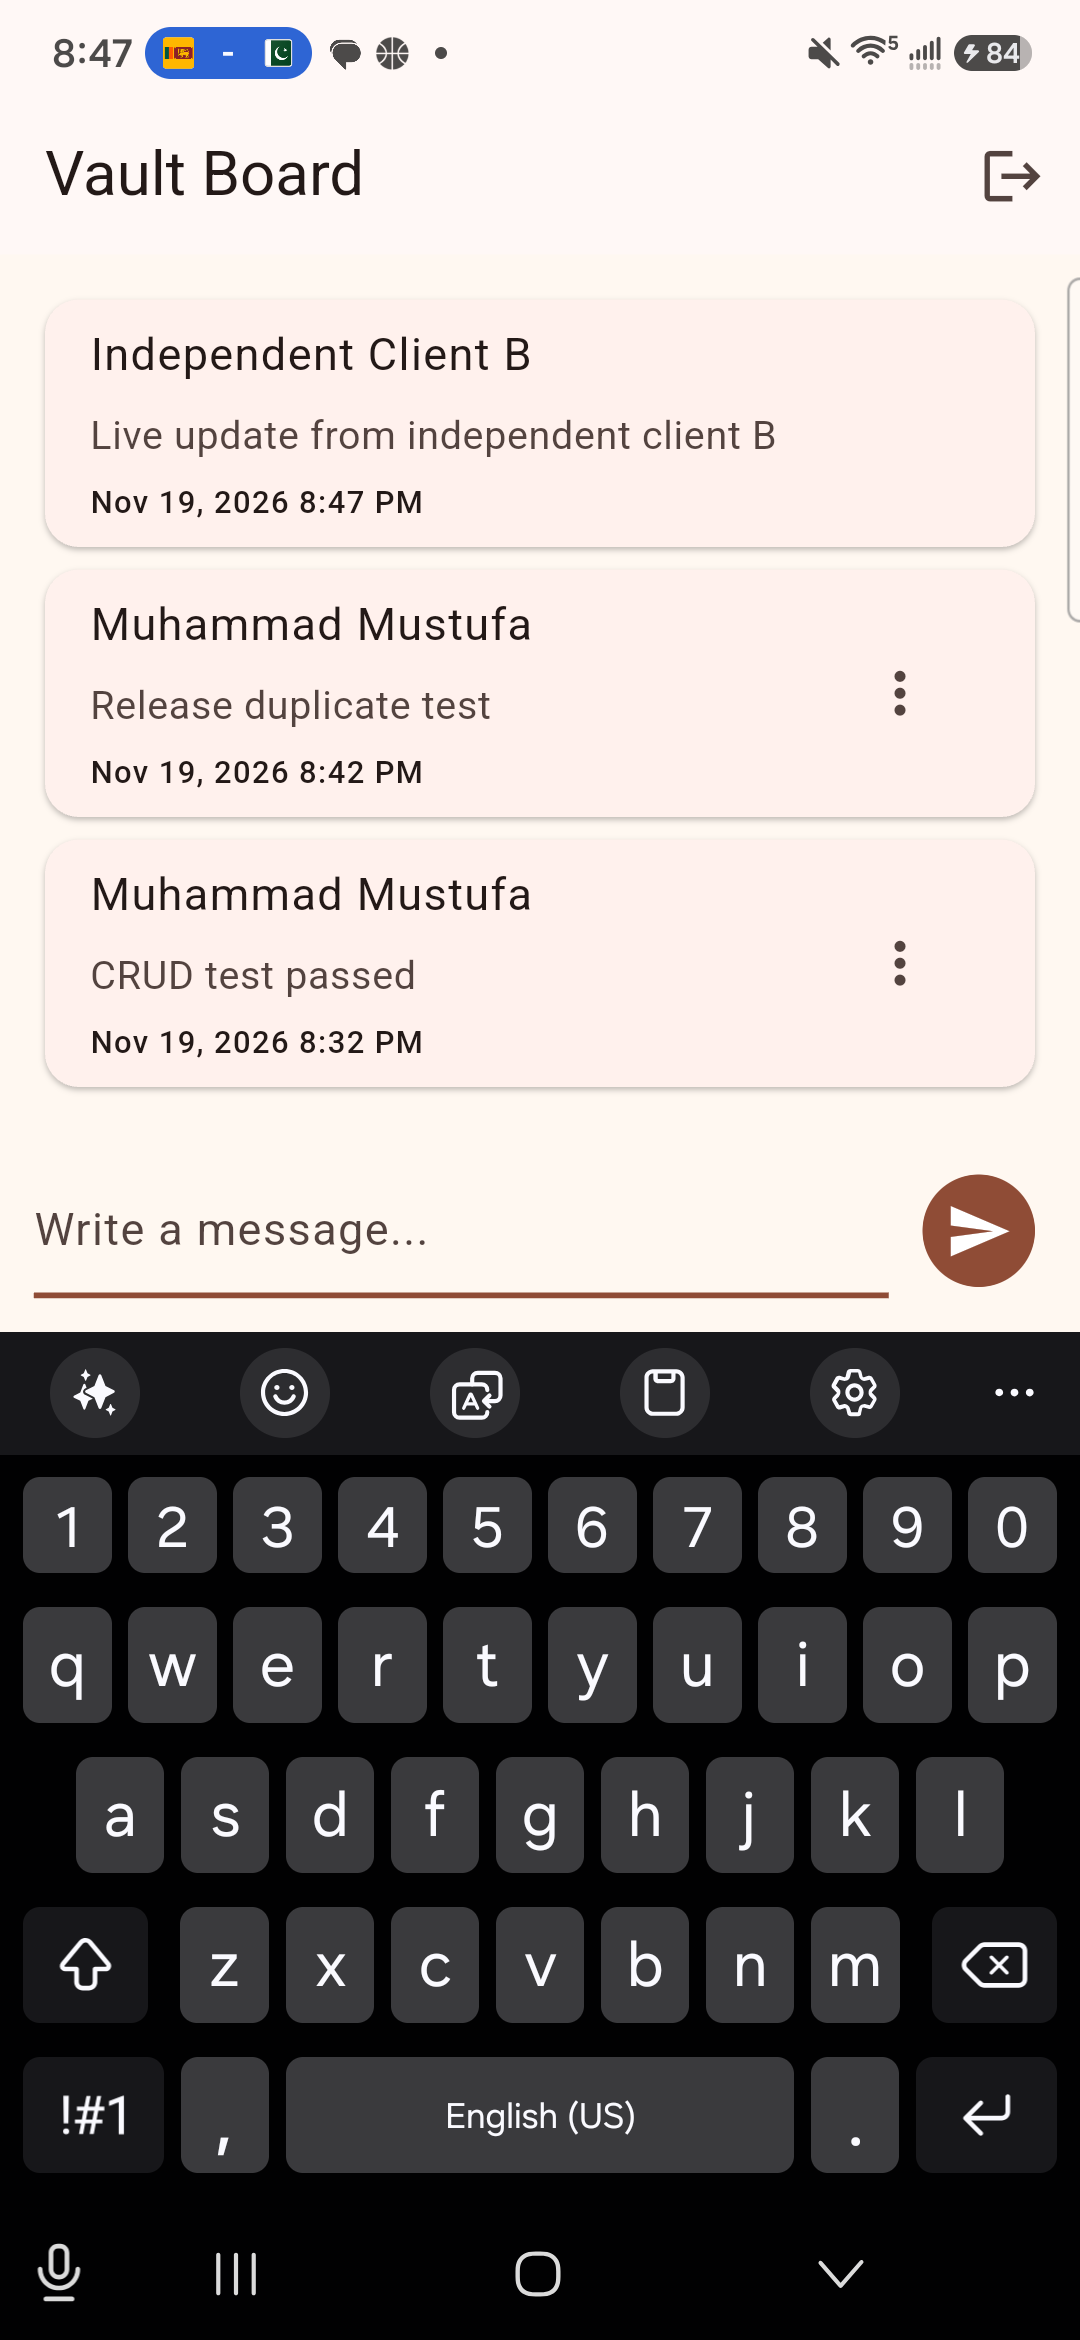 8:47
-
5
84
Vault Board
Independent Client B
Live update from independent client B
Nov 19, 2026 8:47 PM
Muhammad Mustufa
Release duplicate test
Nov 19, 2026 8:42 PM
Muhammad Mustufa
CRUD test passed
Nov 19, 2026 8:32 PM
Write a message...
1 2 3 4 5 6 7 8 9 0
q w e r t y u i o p
a s d f g h j k l
z x c v b n m
!#1 , English (US) .